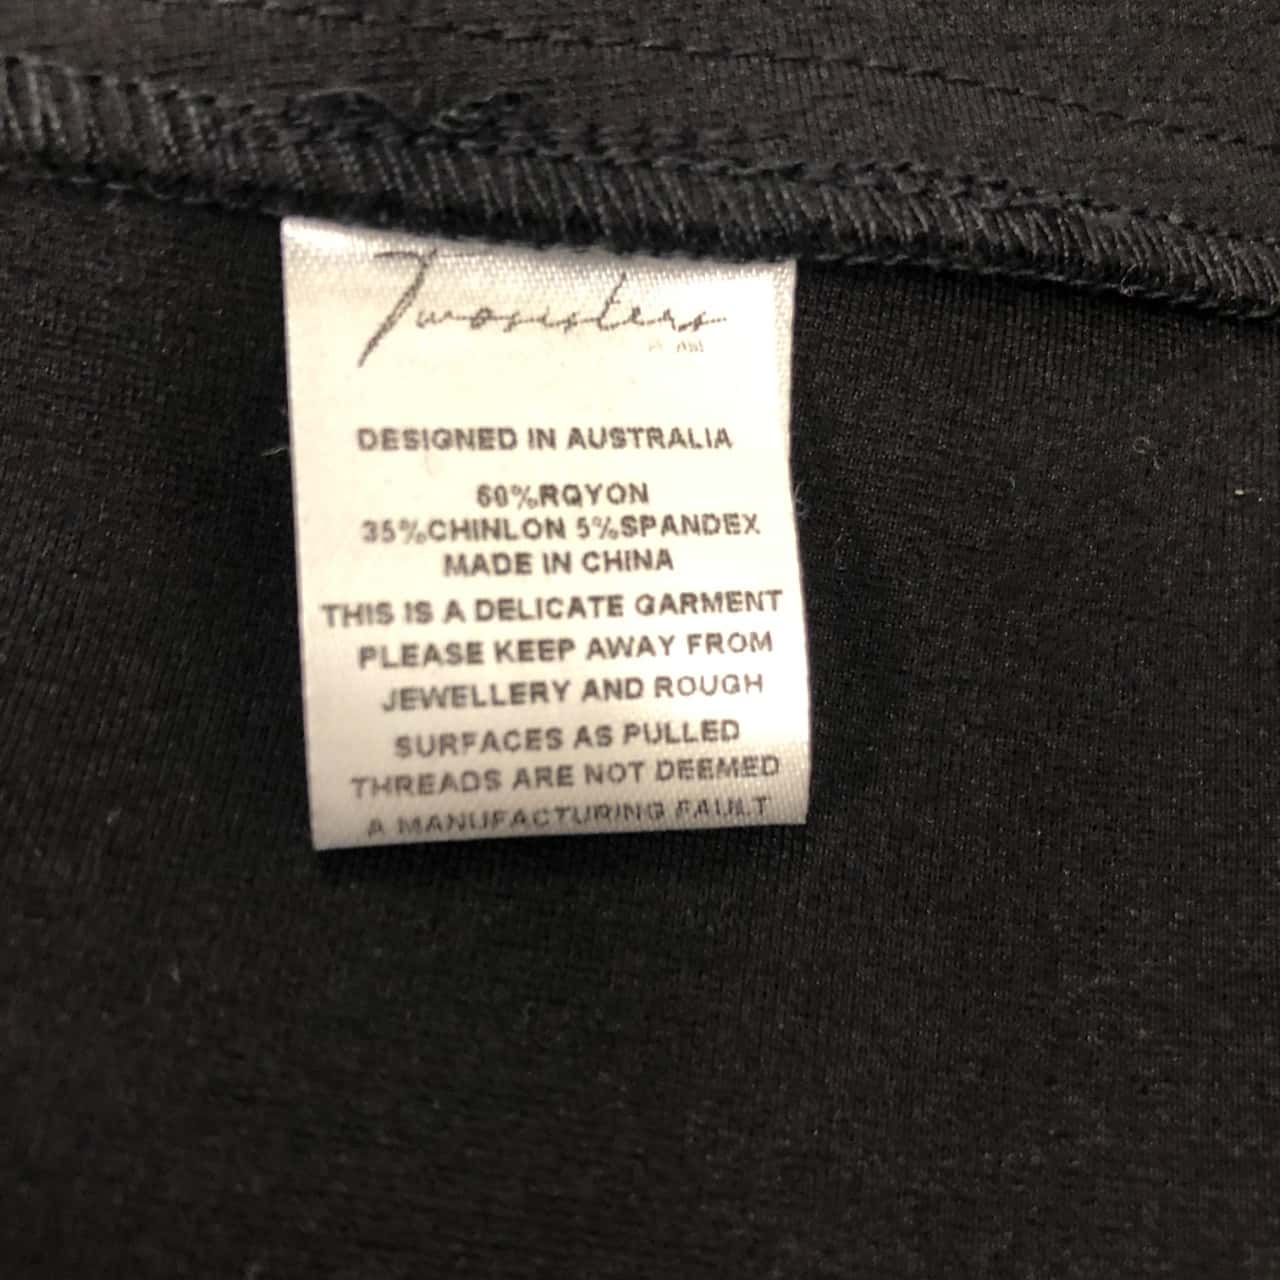 Twosisters
DESIGNED IN AUSTRALIA
60%RQYON
35%CHINLON 5%SPANDEX
MADE IN CHINA
THIS IS A DELICATE GARMENT
PLEASE KEEP AWAY FROM
JEWELLERY AND ROUGH
SURFACES AS PULLED
THREADS ARE NOT DEEMED
A MANUFACTURING FAULT